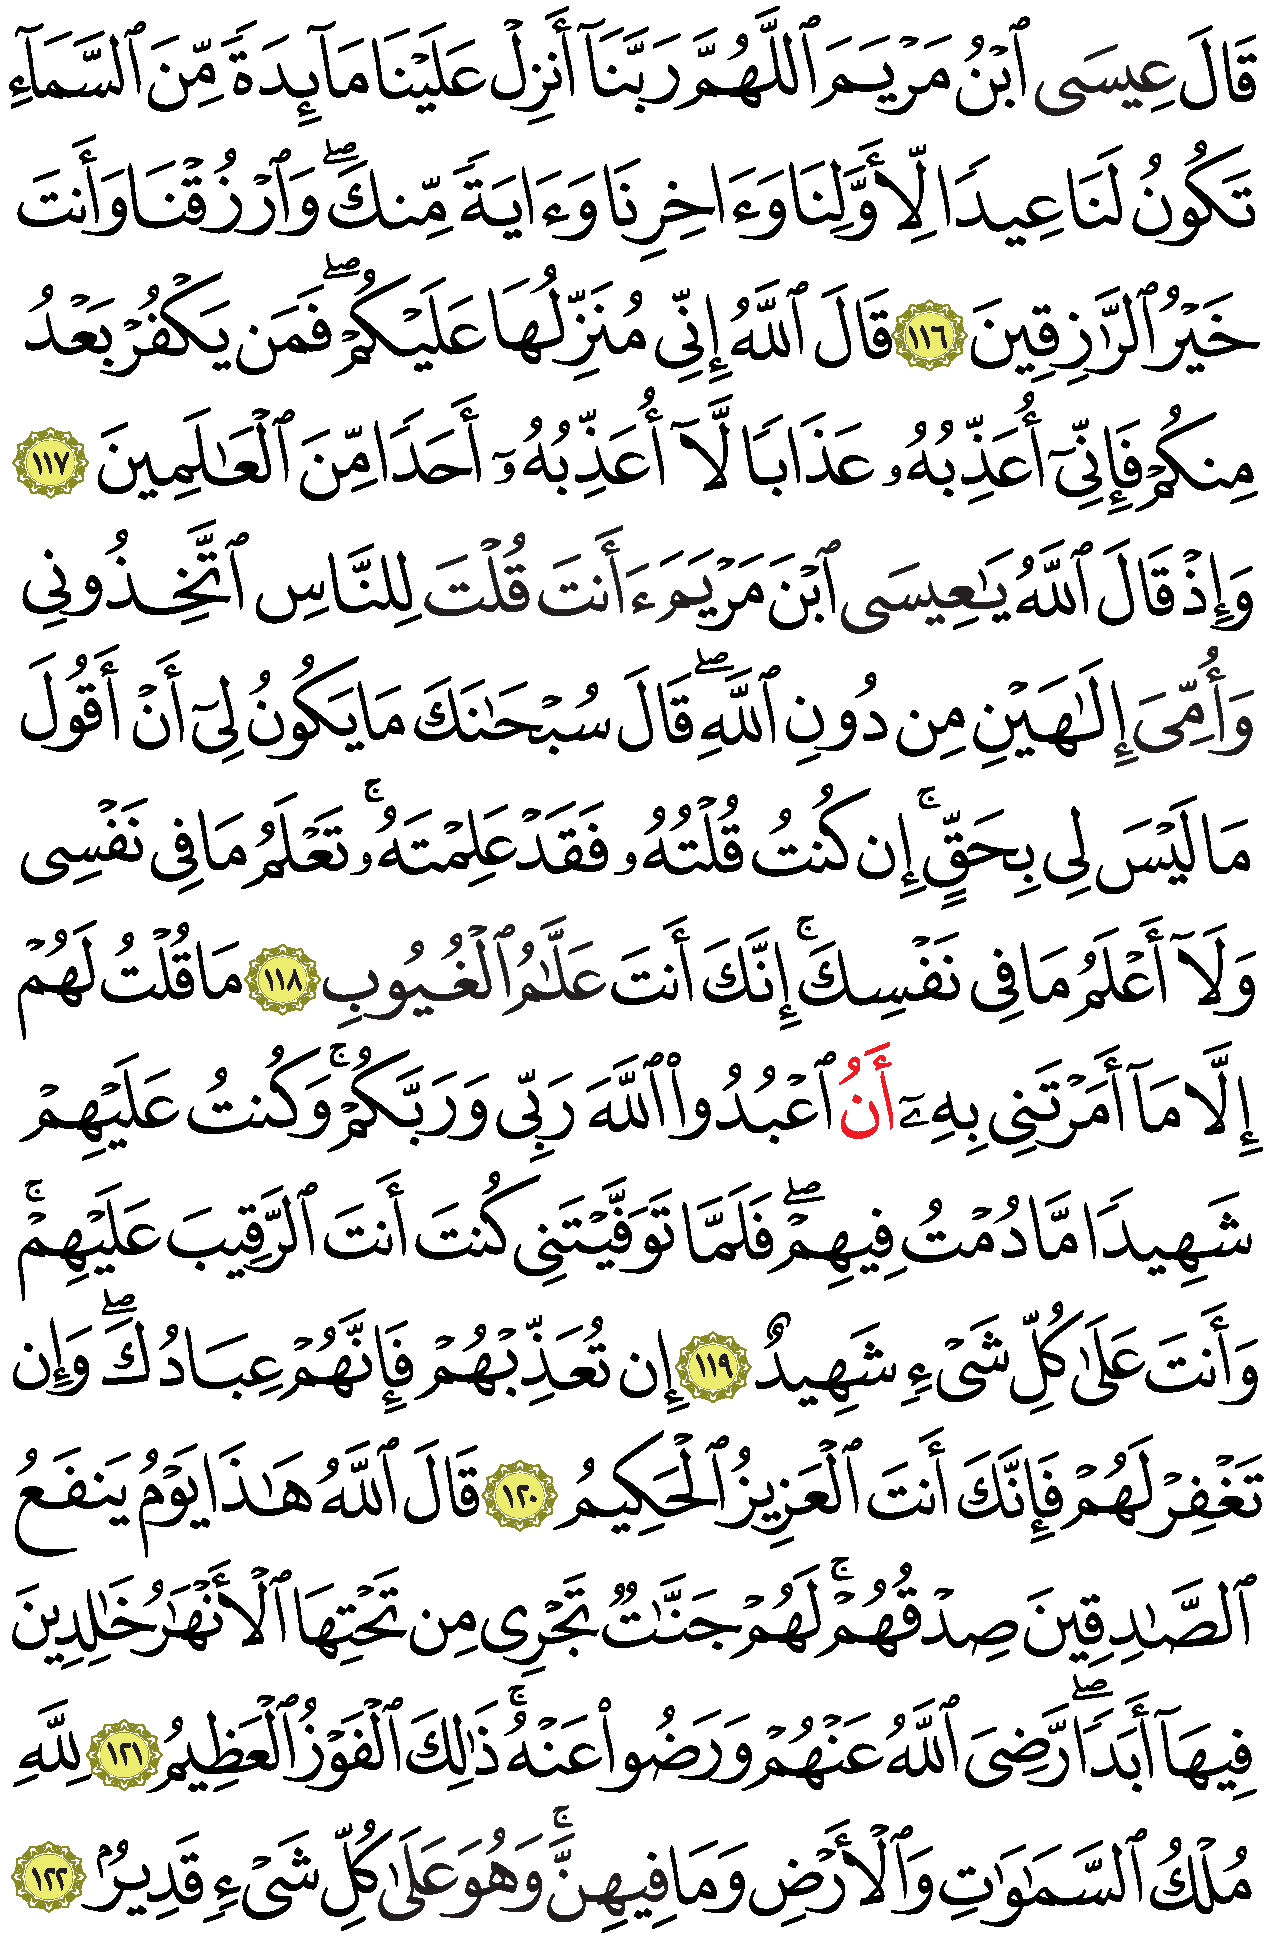 قَالَ عِيسَى ٱبۡنُ مَرۡيَمَ ٱللَّهُمَّ رَبَّنَآ أَنزِلۡ عَلَيۡنَا مَآئِدَةٗ مِّنَ ٱلسَّمَآءِ
تَكُونُ لَنَا عِيدٗا لِّأَوَّلِنَا وَءَاخِرِنَا وَءَايَةٗ مِّنكَۖ وَٱرۡزُقۡنَا وَأَنتَ
خَيۡرُ ٱلرَّٰزِقِينَ ١١٦ قَالَ ٱللَّهُ إِنِّي مُنَزِّلُهَا عَلَيۡكُمۡۖ فَمَن يَكۡفُرۡ بَعۡدُ
مِنكُمۡ فَإِنِّيٓ أُعَذِّبُهُۥ عَذَابٗا لَّآ أُعَذِّبُهُۥٓ أَحَدٗا مِّنَ ٱلۡعَٰلَمِينَ ١١٧
وَإِذۡ قَالَ ٱللَّهُ يَٰعِيسَى ٱبۡنَ مَرۡيَمَ ءَأَنتَ قُلۡتَ لِلنَّاسِ ٱتَّخِذُونِي
وَأُمِّيَ إِلَٰهَيۡنِ مِن دُونِ ٱللَّهِۖ قَالَ سُبۡحَٰنَكَ مَا يَكُونُ لِيٓ أَنۡ أَقُولَ
مَا لَيۡسَ لِي بِحَقٍّۚ إِن كُنتُ قُلۡتُهُۥ فَقَدۡ عَلِمۡتَهُۥۚ تَعۡلَمُ مَا فِي نَفۡسِي
وَلَآ أَعۡلَمُ مَا فِي نَفۡسِكَۚ إِنَّكَ أَنتَ عَلَّٰمُ ٱلۡغُيُوبِ ١١٨ مَا قُلۡتُ لَهُمۡ
إِلَّا مَآ أَمَرۡتَنِي بِهِۦٓ أَنُ ٱعۡبُدُواْ ٱللَّهَ رَبِّي وَرَبَّكُمۡۚ وَكُنتُ عَلَيۡهِمۡ
شَهِيدٗا مَّا دُمۡتُ فِيهِمۡۖ فَلَمَّا تَوَفَّيۡتَنِي كُنتَ أَنتَ ٱلرَّقِيبَ عَلَيۡهِمۡۚ
وَأَنتَ عَلَىٰ كُلِّ شَيۡءٖ شَهِيدٌ ١١٩ إِن تُعَذِّبۡهُمۡ فَإِنَّهُمۡ عِبَادُكَۖ وَإِن
تَغۡفِرۡ لَهُمۡ فَإِنَّكَ أَنتَ ٱلۡعَزِيزُ ٱلۡحَكِيمُ ١٢٠ قَالَ ٱللَّهُ هَٰذَا يَوۡمُ يَنفَعُ
ٱلصَّٰدِقِينَ صِدۡقُهُمۡۚ لَهُمۡ جَنَّٰتٞ تَجۡرِي مِن تَحۡتِهَا ٱلۡأَنۡهَٰرُ خَٰلِدِينَ
فِيهَآ أَبَدٗاۖ رَّضِيَ ٱللَّهُ عَنۡهُمۡ وَرَضُواْ عَنۡهُۚ ذَٰلِكَ ٱلۡفَوۡزُ ٱلۡعَظِيمُ ١٢١ لِلَّهِ
مُلۡكُ ٱلسَّمَٰوَٰتِ وَٱلۡأَرۡضِ وَمَا فِيهِنَّۚ وَهُوَ عَلَىٰ كُلِّ شَيۡءٖ قَدِيرُۢ ١٢٢